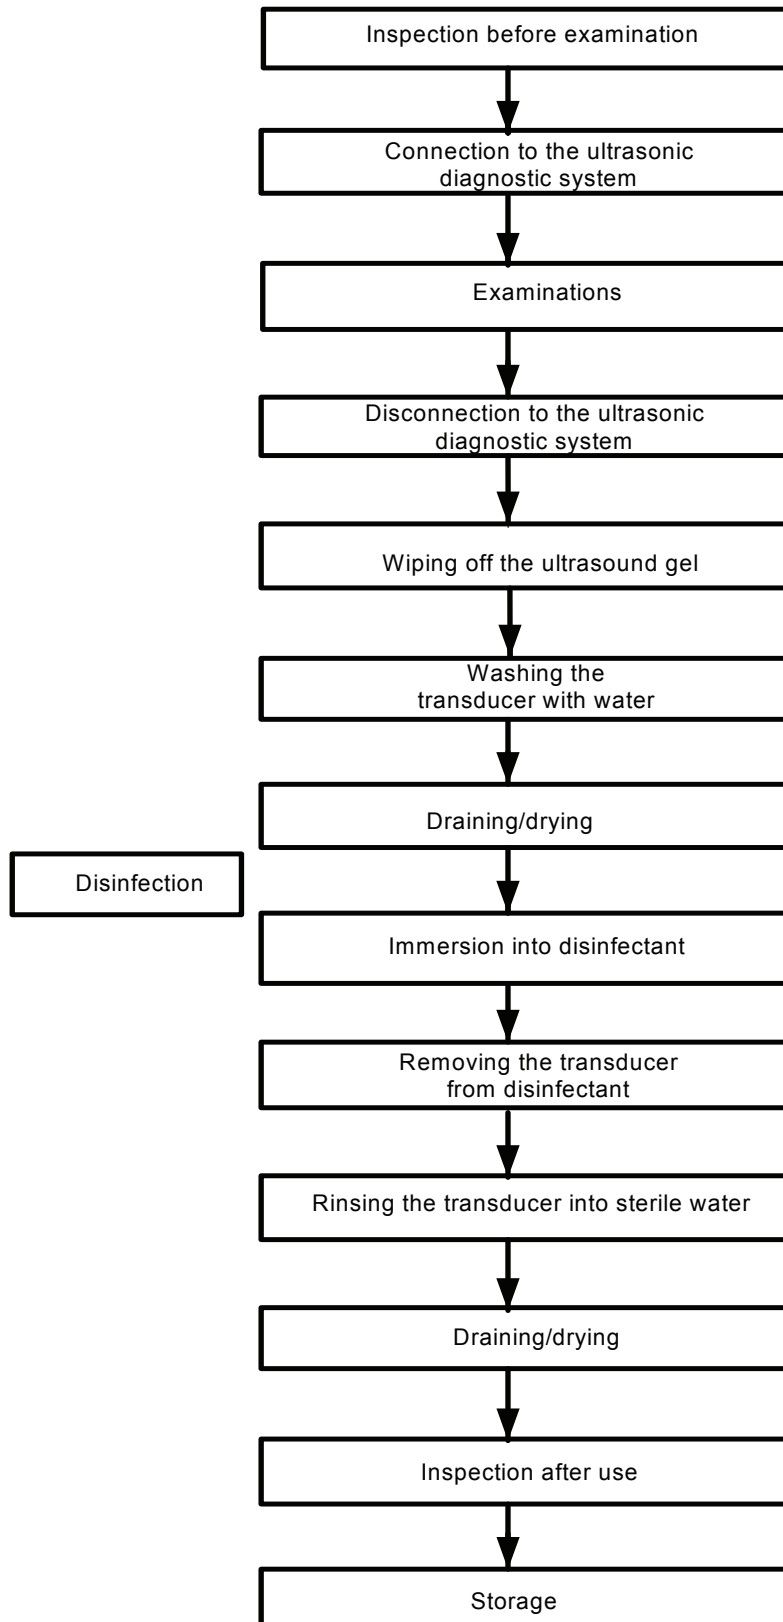 Inspection before examination
Connection to the ultrasonic
diagnostic system
Examinations
Disconnection to the ultrasonic
diagnostic system
Wiping off the ultrasound gel
Washing the
transducer with water
Draining/drying
Disinfection
Immersion into disinfectant
Removing the transducer
from disinfectant
Rinsing the transducer into sterile water
Draining/drying
Inspection after use
Storage